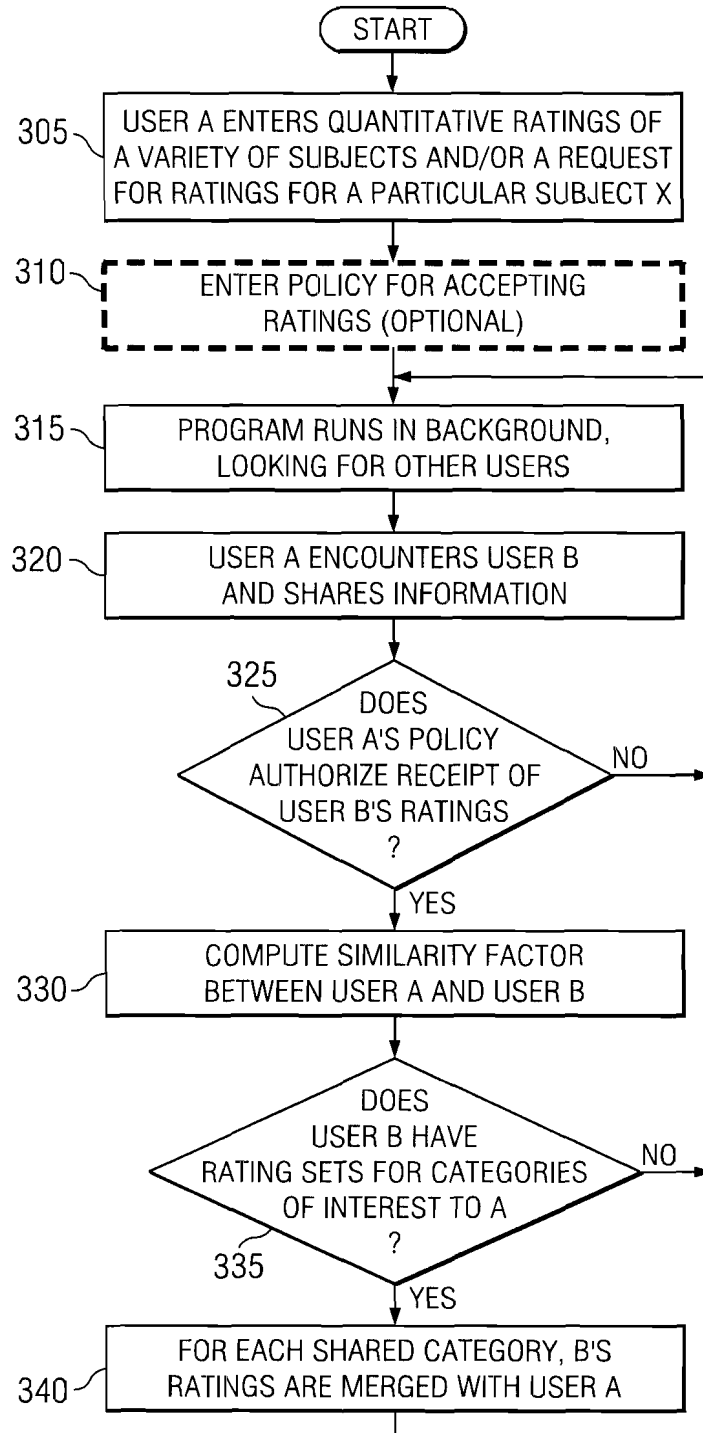 START
305
USER A ENTERS QUANTITATIVE RATINGS OF
A VARIETY OF SUBJECTS AND/OR A REQUEST
FOR RATINGS FOR A PARTICULAR SUBJECT X
310
ENTER POLICY FOR ACCEPTING
RATINGS (OPTIONAL)
315
PROGRAM RUNS IN BACKGROUND,
LOOKING FOR OTHER USERS
320
USER A ENCOUNTERS USER B
AND SHARES INFORMATION
325
DOES
USER A'S POLICY
AUTHORIZE RECEIPT OF
USER B'S RATINGS
?
NO
YES
330
COMPUTE SIMILARITY FACTOR
BETWEEN USER A AND USER B
DOES
USER B HAVE
RATING SETS FOR CATEGORIES
OF INTEREST TO A
?
NO
335
YES
340
FOR EACH SHARED CATEGORY, B'S
RATINGS ARE MERGED WITH USER A